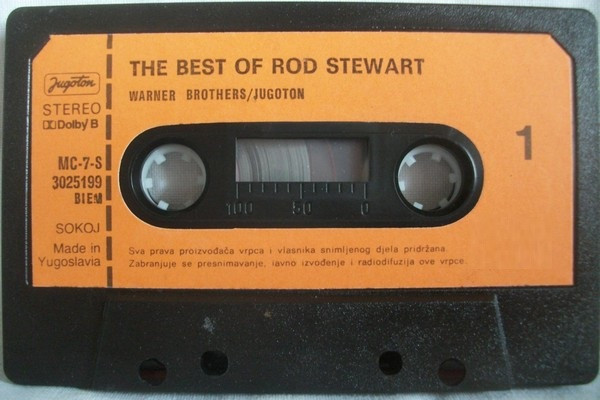 Jugoton
STEREO
Dolby B
MC-7-S
3025199
BIEM
SOKOJ
Made in
Yugoslavia
THE BEST OF ROD STEWART
WARNER BROTHERS/JUGOTON
1
100 50 0
Sva prava proizvođača vrpca i vlasnika snimljenog djela pridržana.
Zabranjuje se presnimavanje, javno izvođenje i radiodifuzija ove vrpce.